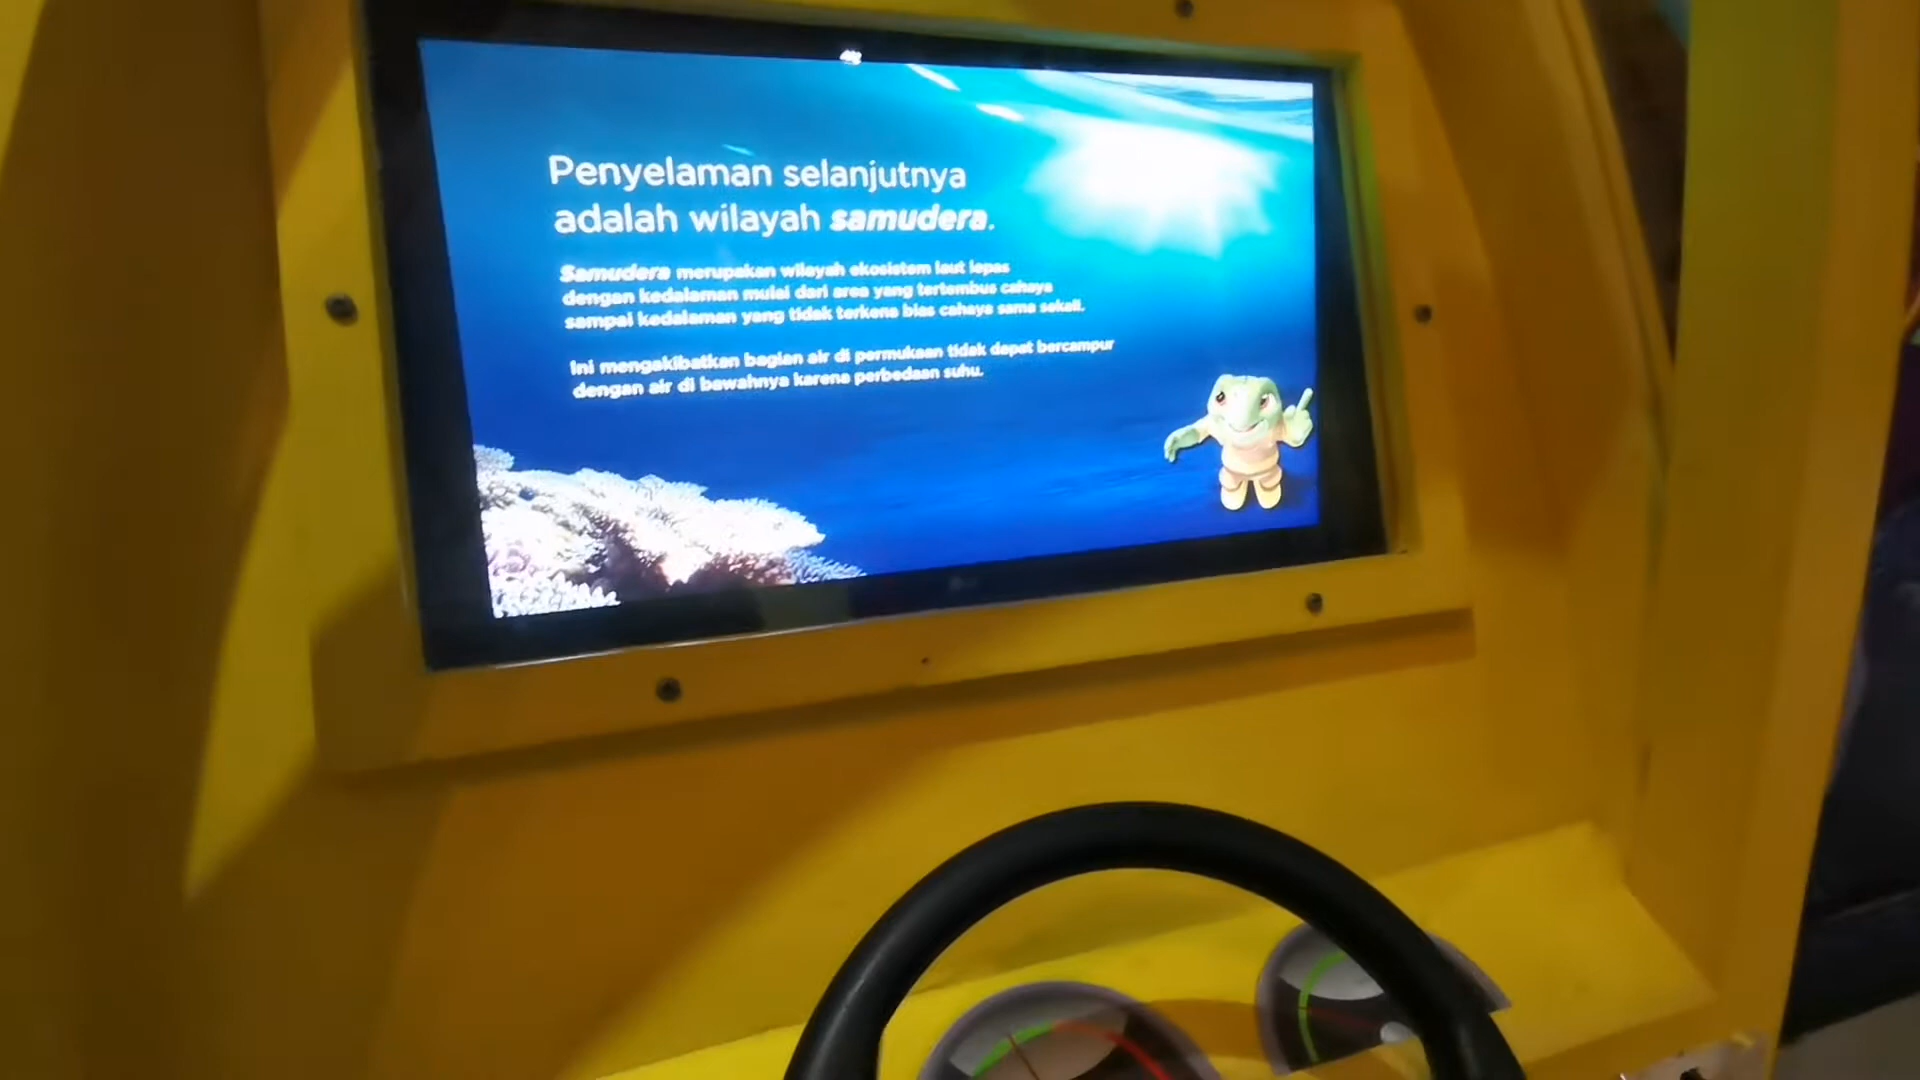 Penyelaman selanjutnya
adalah wilayah samudera.
Samudera merupakan wilayah ekosistem laut lepas
dengan kedalaman mulai dari area yang tertembus cahaya
sampai kedalaman yang tidak terkena bias cahaya sama sekali.
Ini mengakibatkan bagian air di permukaan tidak dapat bercampur
dengan air di bawahnya karena perbedaan suhu.